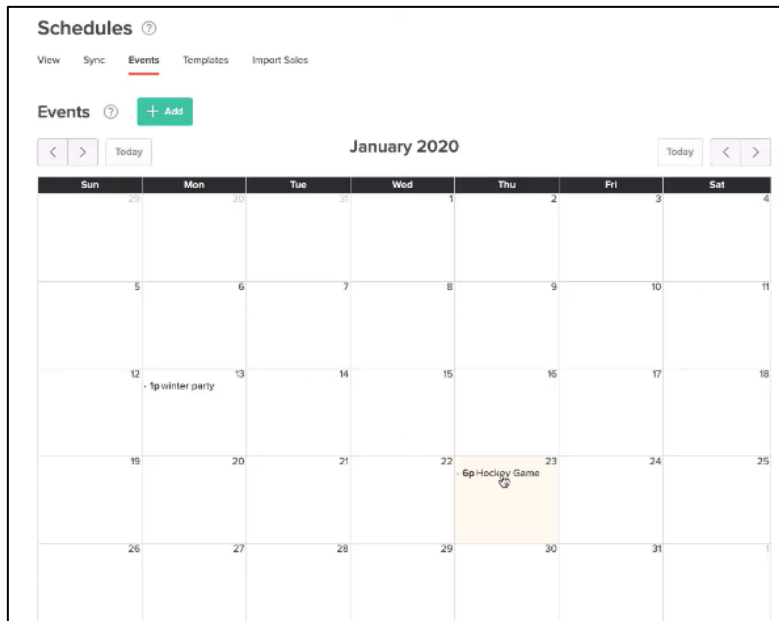 Schedules ?
View Sync Events Templates Import Sales
Events ? + Add
< > Today January 2020 Today < >
Sun Mon Tue Wed Thu Fri Sat
29 30 31 1 2 3 4
5 6 7 8 9 10 11
12 13 14 15 16 17 18
- 1p winter party
19 20 21 22 23 24 25
- 6p Hockey Game
26 27 28 29 30 31 1